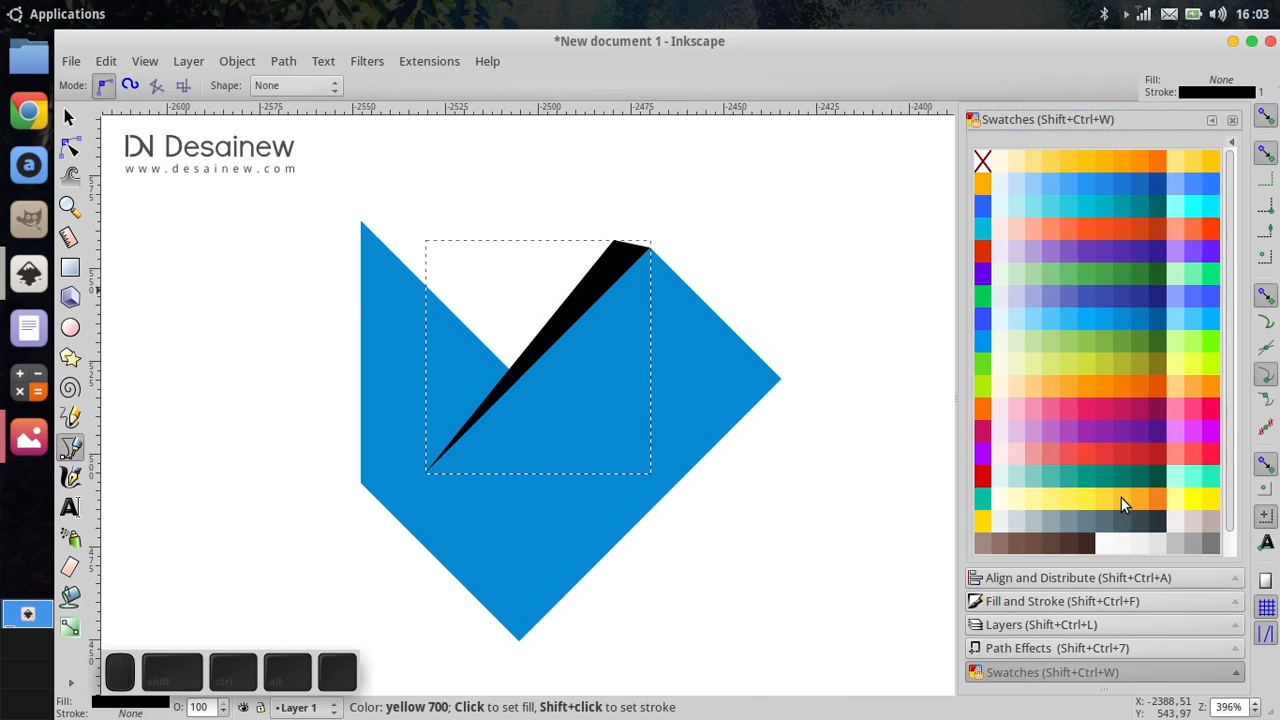 Applications
16:03
*New document 1 - Inkscape
File Edit View Layer Object Path Text Filters Extensions Help
Mode: Shape: None
Fill: None
Stroke: 1
-2600 -2575 -2550 -2525 -2500 -2475 -2450 -2425 -2400
DN Desainew
www.desainew.com
Swatches (Shift+Ctrl+W)
Align and Distribute (Shift+Ctrl+A)
Fill and Stroke (Shift+Ctrl+F)
Layers (Shift+Ctrl+L)
Path Effects (Shift+Ctrl+7)
Swatches (Shift+Ctrl+W)
shift ctrl alt
Fill:
Stroke: None
O: 100
Layer 1
Color: yellow 700; Click to set fill, Shift+click to set stroke
X: -2388,51
Y: 543,97
Z: 396%